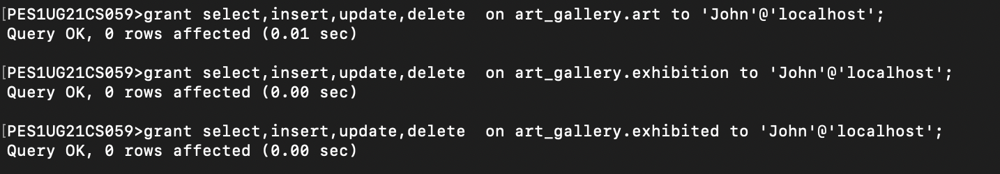 [PES1UG21CS059>grant select,insert,update,delete  on art_gallery.art to 'John'@'localhost';
Query OK, 0 rows affected (0.01 sec)
[PES1UG21CS059>grant select,insert,update,delete  on art_gallery.exhibition to 'John'@'localhost';
Query OK, 0 rows affected (0.00 sec)
[PES1UG21CS059>grant select,insert,update,delete  on art_gallery.exhibited to 'John'@'localhost';
Query OK, 0 rows affected (0.00 sec)